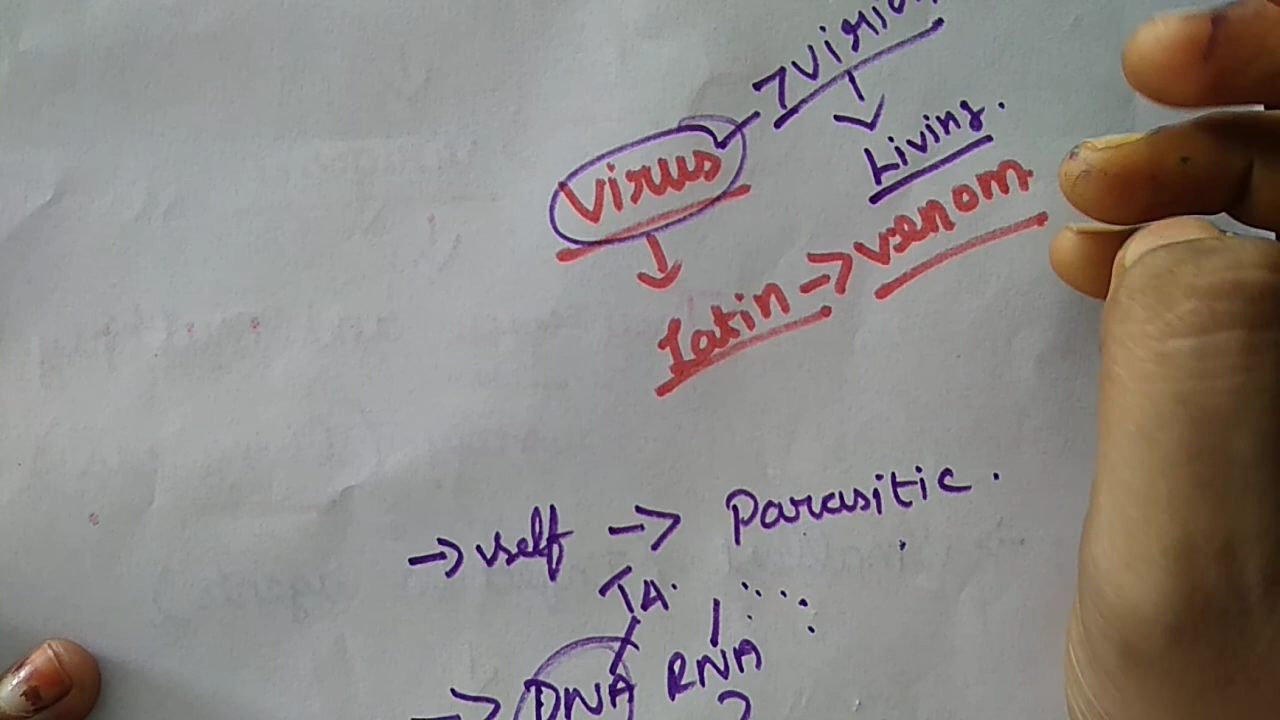 → Virion
Living.
Virus
Latin → venom
→ self → Parasitic.
TA.
→ DNA RNA